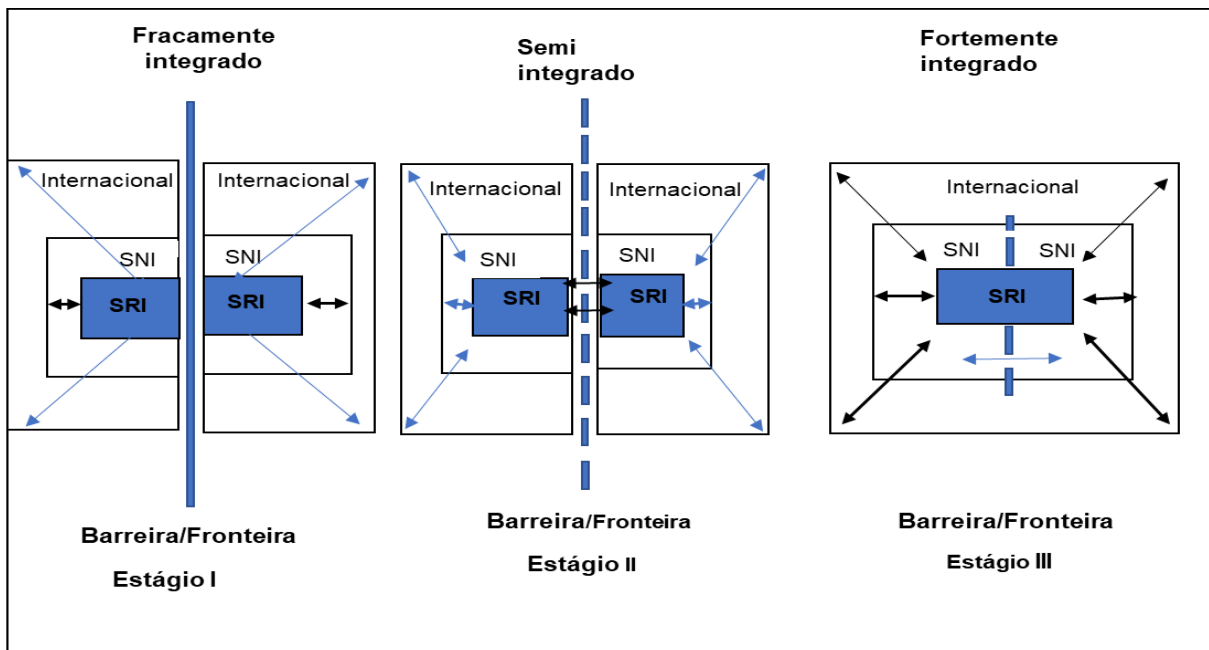 Fracamente
integrado
Internacional
Internacional
SNI
SNI
SRI
SRI
Barreira/Fronteira
Estágio I
Semi
integrado
Internacional
Internacional
SNI
SNI
SRI
SRI
Barreira/Fronteira
Estágio II
Fortemente
integrado
Internacional
SNI
SNI
SRI
Barreira/Fronteira
Estágio III